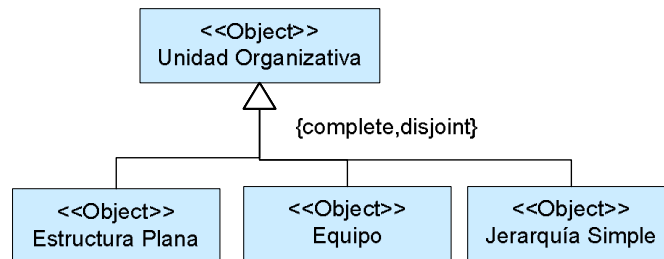 <<Object>>
Unidad Organizativa
{complete,disjoint}
<<Object>>
Estructura Plana
<<Object>>
Equipo
<<Object>>
Jerarquía Simple